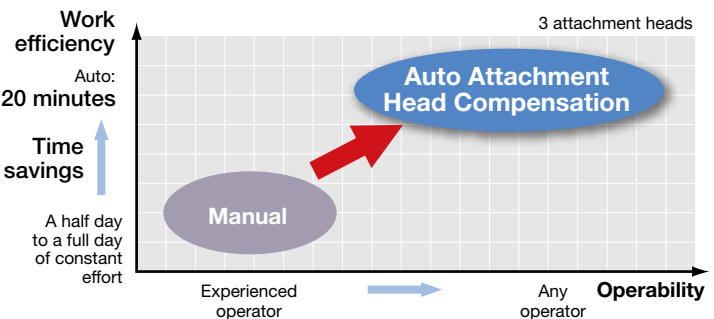 Work
efficiency
3 attachment heads
Auto:
20 minutes
Auto Attachment
Head Compensation
Time
savings
Manual
A half day
to a full day
of constant
effort
Experienced
operator
Any
operator
Operability